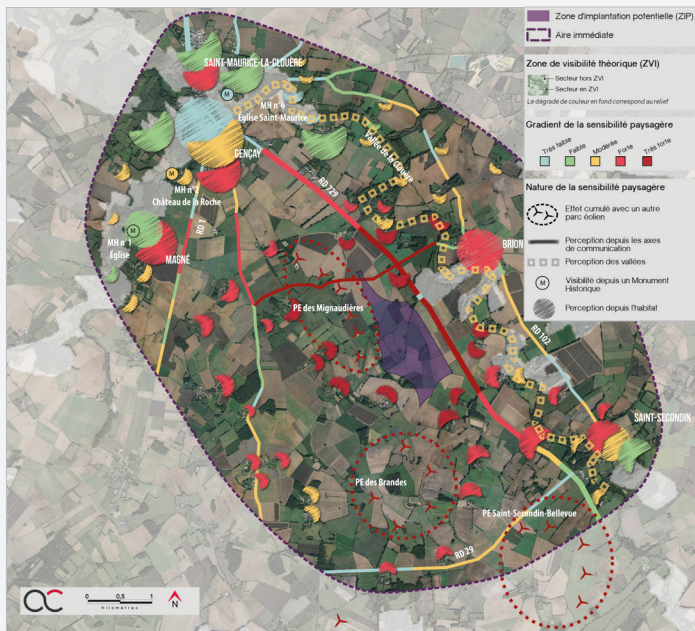 Zone d'implantation potentielle (ZIP)
Aire immédiate
Zone de visibilité théorique (ZVI)
Secteur hors ZVI
Secteur en ZVI
Le dégradé de couleur en fond correspond au relief
Gradient de la sensibilité paysagère
Très faible
Faible
Modérée
Forte
Très forte
Nature de la sensibilité paysagère
Effet cumulé avec un autre
parc éolien
Perception depuis les axes
de communication
Perception des vallées
M
Visibilité depuis un Monument
Historique
Perception depuis l'habitat
SAINT-MAURICE-LA-CLOUÈRE
M
MH n°6
Église Saint-Maurice
Vallée de la Clouère
GENÇAY
M
MH n°
Château de la Roche
RD 729
RD 1
M
MH n° 1
Église
MAGNÉ
BRION
PE des Mignaudières
RD 102
SAINT-SECONDIN
PE des Brandes
PE Saint-Secondin-Bellevue
RD 29
0 0,5 1
Kilomètres
N